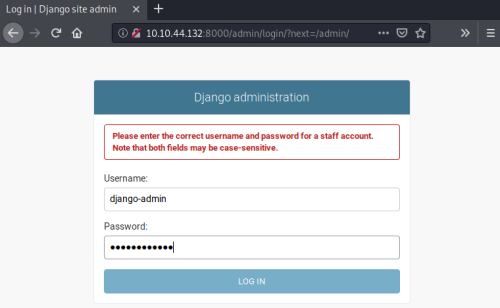 Log in | Django site admin
10.10.44.132:8000/admin/login/?next=/admin/
Django administration
Please enter the correct username and password for a staff account.
Note that both fields may be case-sensitive.
Username:
django-admin
Password:
●●●●●●●●●●●●
LOG IN